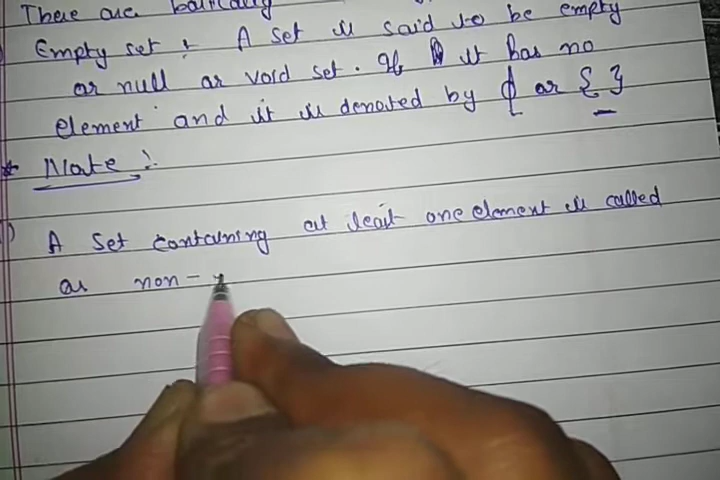 There are basically
Empty set : A set is said to be empty
or null or void set. If it has no
element and it is denoted by ϕ or { }
* Note :-
1) A set containing at least one element is called
as non-